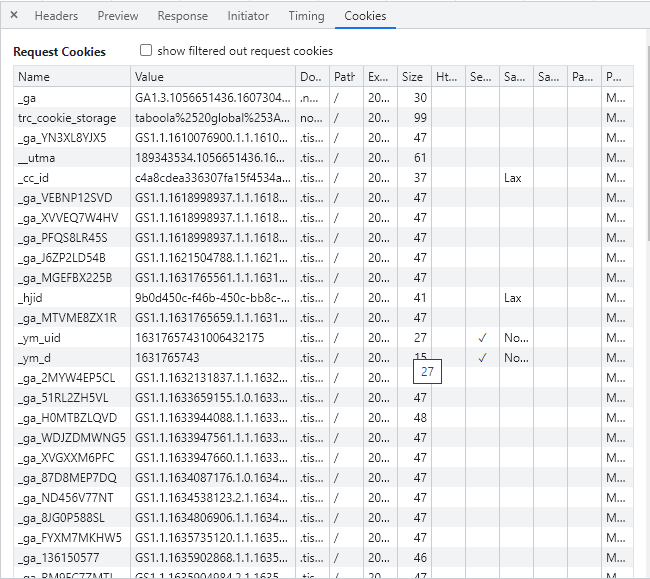 × Headers Preview Response Initiator Timing Cookies
Request Cookies show filtered out request cookies
Name Value Do... Path Ex... Size Ht... Se... Sa... Sa... Pa... P...
_ga GA1.3.1056651436.1607304... .n... / 20... 30 M...
trc_cookie_storage taboola%2520global%253A... no... / 20... 99 M...
_ga_YN3XL8YJX5 GS1.1.1610076900.1.1.1610... .tis... / 20... 47 M...
__utma 189343534.1056651436.16... .tis... / 20... 61 M...
_cc_id c4a8cdea336307fa15f4534a... .tis... / 20... 37 Lax M...
_ga_VEBNP12SVD GS1.1.1618998937.1.1.1618... .tis... / 20... 47 M...
_ga_XVVEQ7W4HV GS1.1.1618998937.1.1.1618... .tis... / 20... 47 M...
_ga_PFQS8LR45S GS1.1.1618998937.1.1.1618... .tis... / 20... 47 M...
_ga_J6ZP2LD54B GS1.1.1621504788.1.1.1621... .tis... / 20... 47 M...
_ga_MGEFBX225B GS1.1.1631765561.1.1.1631... .tis... / 20... 47 M...
_hjid 9b0d450c-f46b-450c-bb8c-... .tis... / 20... 41 Lax M...
_ga_MTVME8ZX1R GS1.1.1631765659.1.1.1631... .tis... / 20... 47 M...
_ym_uid 16317657431006432175 .tis... / 20... 27 ✓ No... M...
_ym_d 1631765743 .tis... / 20... 15 ✓ No... M...
27
_ga_2MYW4EP5CL GS1.1.1632131837.1.1.1632... .tis... / 20... M...
_ga_51RL2ZH5VL GS1.1.1633659155.1.0.1633... .tis... / 20... 47 M...
_ga_H0MTBZLQVD GS1.1.1633944088.1.1.1633... .tis... / 20... 48 M...
_ga_WDJZDMWNG5 GS1.1.1633947561.1.1.1633... .tis... / 20... 47 M...
_ga_XVGXXM6PFC GS1.1.1633947660.1.1.1633... .tis... / 20... 47 M...
_ga_87D8MEP7DQ GS1.1.1634087176.1.0.1634... .tis... / 20... 47 M...
_ga_ND456V77NT GS1.1.1634538123.2.1.1634... .tis... / 20... 47 M...
_ga_8JG0P588SL GS1.1.1634806906.1.1.1634... .tis... / 20... 47 M...
_ga_FYXM7MKHW5 GS1.1.1635735120.1.1.1635... .tis... / 20... 47 M...
_ga_136150577 GS1.1.1635902868.1.1.1635... .tis... / 20... 46 M...